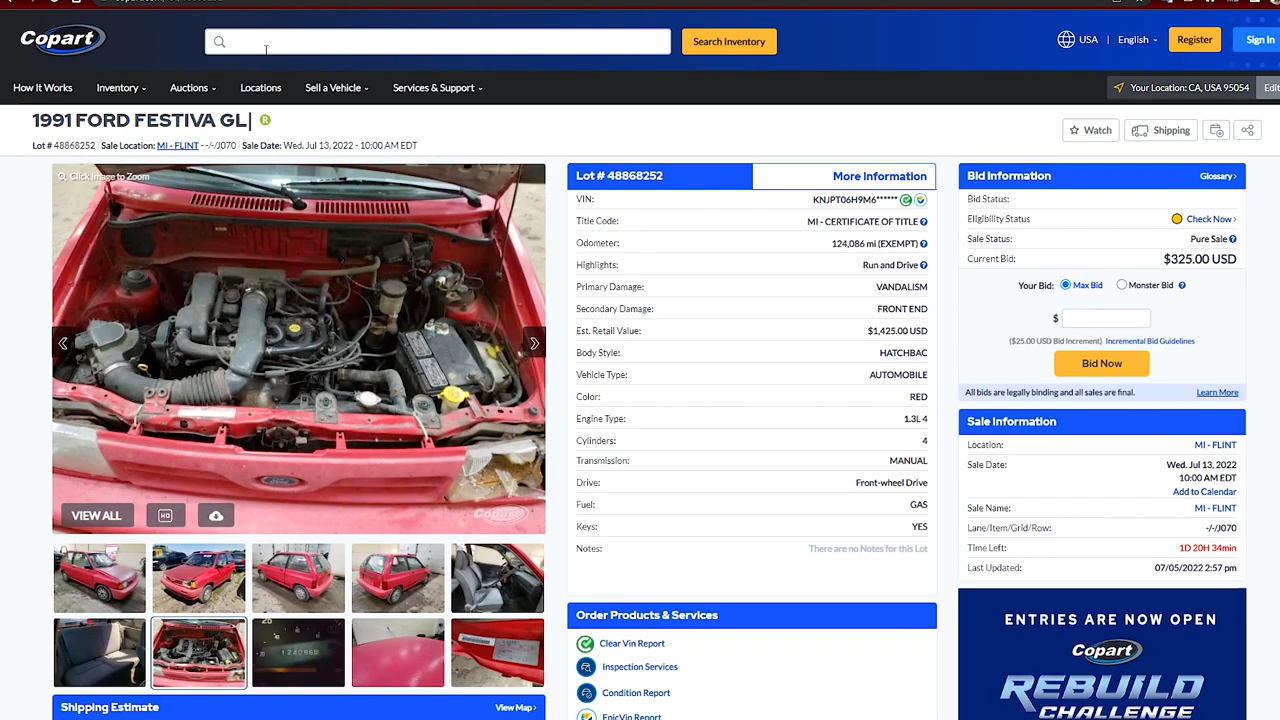 Copart
Search Inventory
USA | English
Register
Sign In
How It Works
Inventory
Auctions
Locations
Sell a Vehicle
Services & Support
Your Location: CA, USA 95054
Edit
1991 FORD FESTIVA GL R
Watch
Shipping
Lot # 48868252 | Sale Location: MI - FLINT - -/-/J070 | Sale Date: Wed. Jul 13, 2022 - 10:00 AM EDT
Click Image to Zoom
Ford
VIEW ALL
HD
Copart
Shipping Estimate
View Map
Lot # 48868252
More Information
VIN: KNJPT06H9M6******
Title Code: MI - CERTIFICATE OF TITLE
Odometer: 124,086 mi (EXEMPT)
Highlights: Run and Drive
Primary Damage: VANDALISM
Secondary Damage: FRONT END
Est. Retail Value: $1,425.00 USD
Body Style: HATCHBAC
Vehicle Type: AUTOMOBILE
Color: RED
Engine Type: 1.3L 4
Cylinders: 4
Transmission: MANUAL
Drive: Front-wheel Drive
Fuel: GAS
Keys: YES
Notes: There are no Notes for this Lot
Order Products & Services
Clear Vin Report
Inspection Services
Condition Report
EpicVin Report
Bid Information
Glossary
Bid Status:
Eligibility Status Check Now
Sale Status: Pure Sale
Current Bid: $325.00 USD
Your Bid: Max Bid Monster Bid
$
($25.00 USD Bid Increment) Incremental Bid Guidelines
Bid Now
All bids are legally binding and all sales are final. Learn More
Sale Information
Location: MI - FLINT
Sale Date: Wed. Jul 13, 2022
10:00 AM EDT
Add to Calendar
Sale Name: MI - FLINT
Lane/Item/Grid/Row: -/-/J070
Time Left: 1D 20H 34min
Last Updated: 07/05/2022 2:57 pm
ENTRIES ARE NOW OPEN
Copart
REBUILD
CHALLENGE